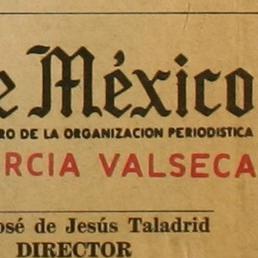 e México
RO DE LA ORGANIZACION PERIODISTICA
RCIA VALSECA
osé de Jesús Taladrid
DIRECTOR